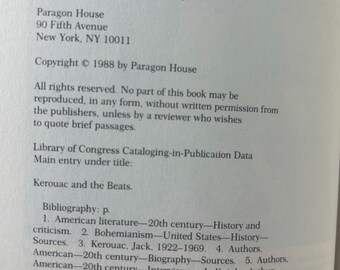 Paragon House
90 Fifth Avenue
New York, NY 10011
Copyright © 1988 by Paragon House
All rights reserved. No part of this book may be
reproduced, in any form, without written permission from
the publishers, unless by a reviewer who wishes
to quote brief passages.
Library of Congress Cataloging-in-Publication Data
Main entry under title:
Kerouac and the Beats.
Bibliography: p.
1. American literature—20th century—History and
criticism. 2. Bohemianism—United States—History—
Sources. 3. Kerouac, Jack, 1922–1969. 4. Authors,
American—20th century—Biography—Sources. 5. Authors,
American—20th century—